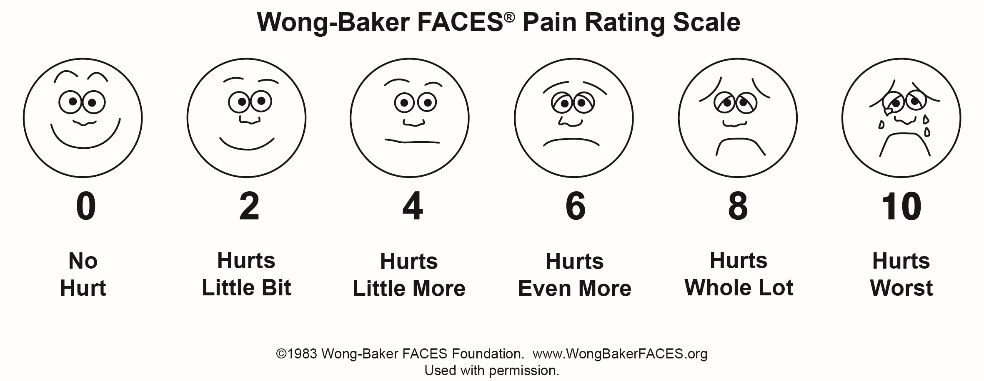 Wong-Baker FACES® Pain Rating Scale
0 2 4 6 8 10
No Hurts Hurts Hurts Hurts Hurts
Hurt Little Bit Little More Even More Whole Lot Worst
©1983 Wong-Baker FACES Foundation. www.WongBakerFACES.org
Used with permission.